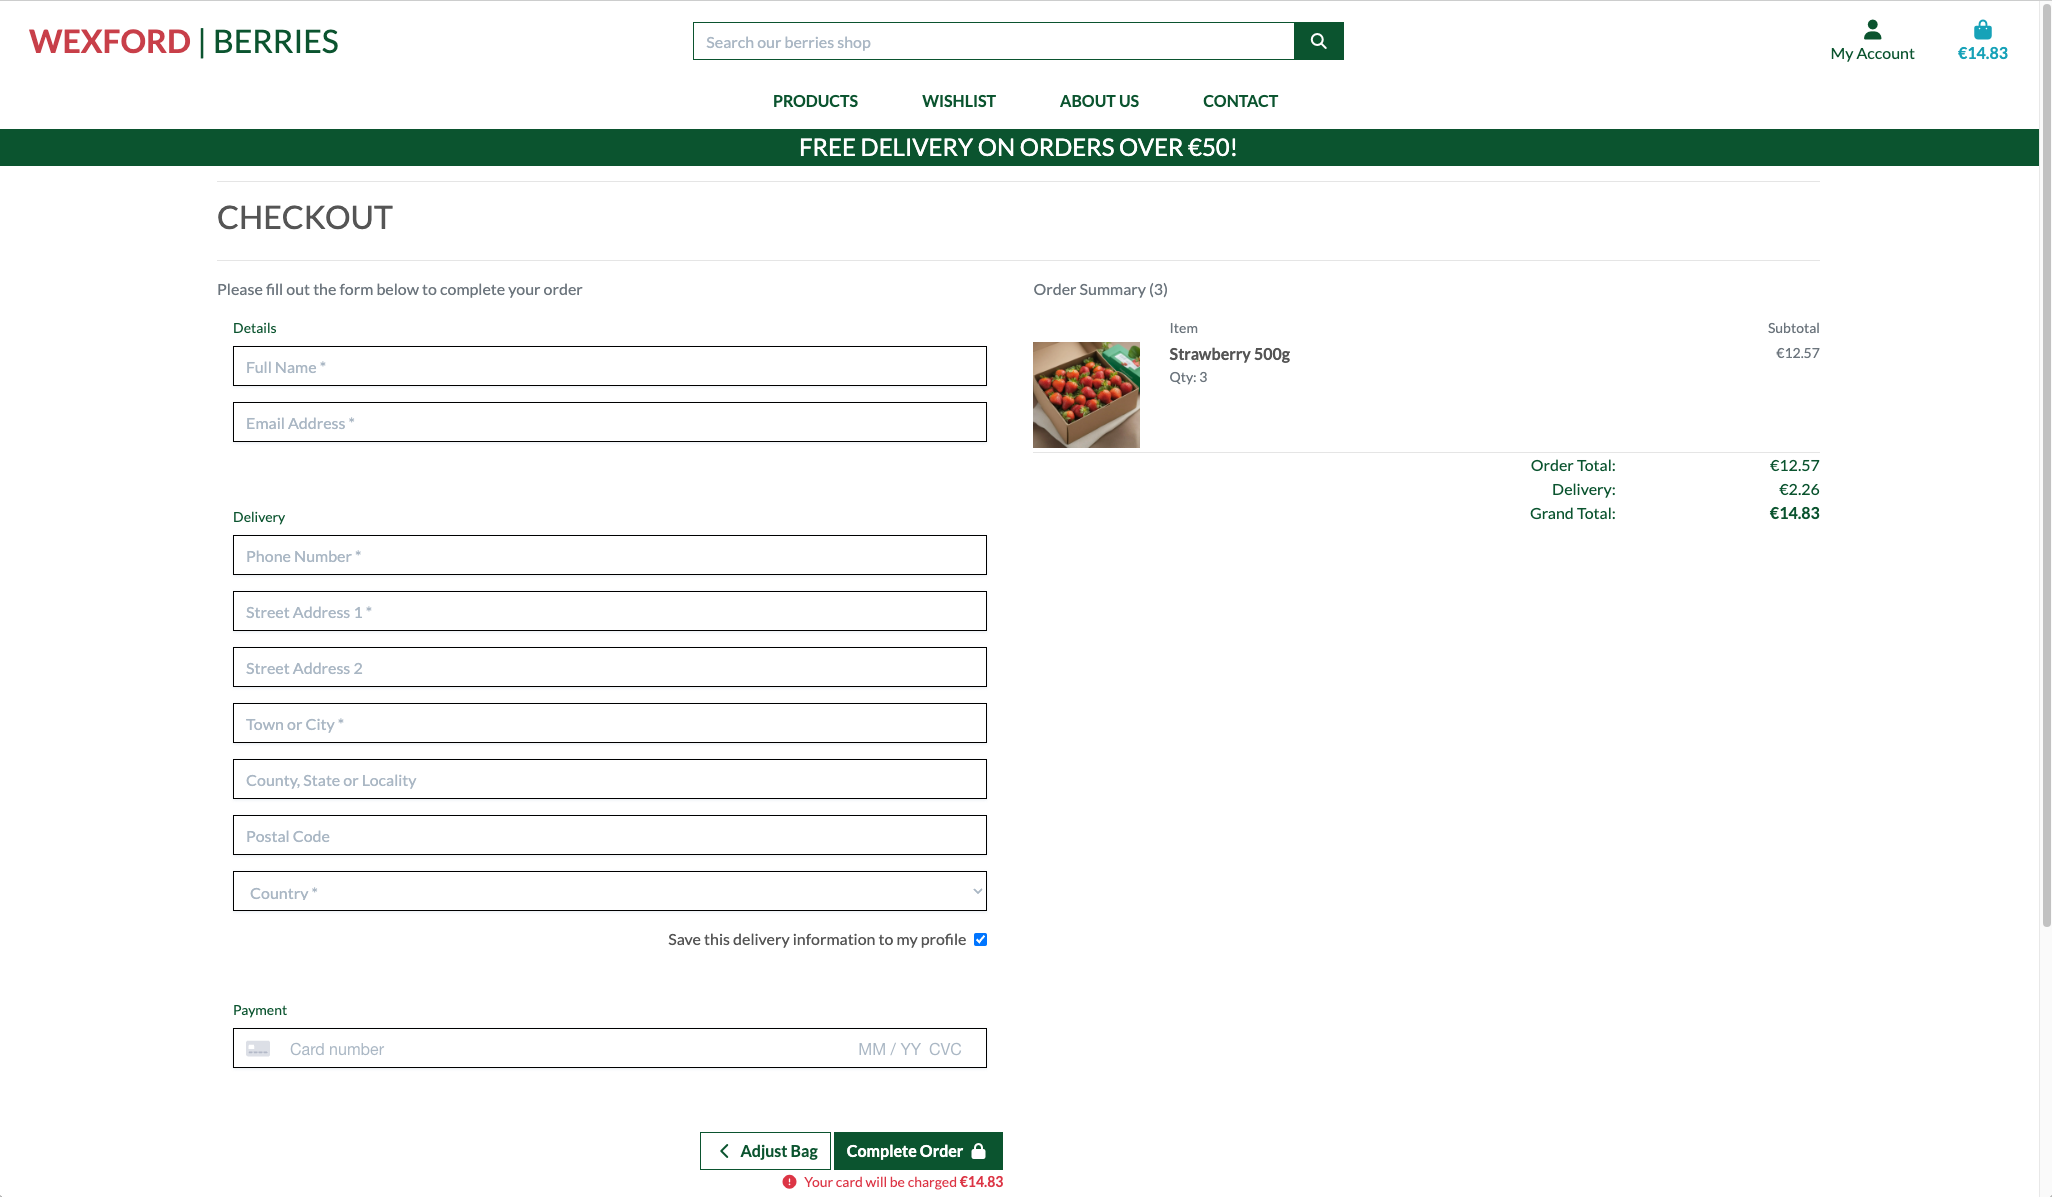 WEXFORD | BERRIES
Search our berries shop
My Account
€14.83
PRODUCTS WISHLIST ABOUT US CONTACT
FREE DELIVERY ON ORDERS OVER €50!
CHECKOUT
Please fill out the form below to complete your order
Details
Full Name *
Email Address *
Delivery
Phone Number *
Street Address 1 *
Street Address 2
Town or City *
County, State or Locality
Postal Code
Country *
Save this delivery information to my profile
Payment
Card number MM / YY CVC
Adjust Bag Complete Order
Your card will be charged €14.83
Order Summary (3)
Item Subtotal
Strawberry 500g €12.57
Qty: 3
Order Total: €12.57
Delivery: €2.26
Grand Total: €14.83